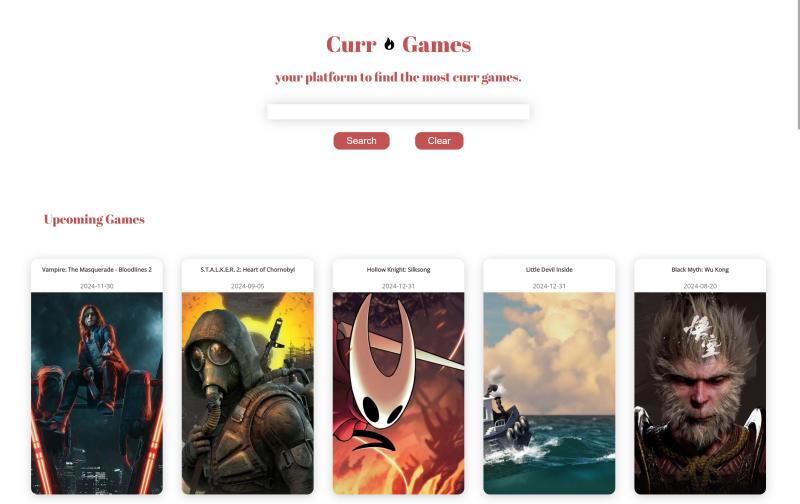 Curr Games
your platform to find the most curr games.
Search Clear
Upcoming Games
Vampire: The Masquerade - Bloodlines 2
2024-11-30
S.T.A.L.K.E.R. 2: Heart of Chornobyl
2024-09-05
Hollow Knight: Silksong
2024-12-31
Little Devil Inside
2024-12-31
Black Myth: Wu Kong
2024-08-20
悟
空